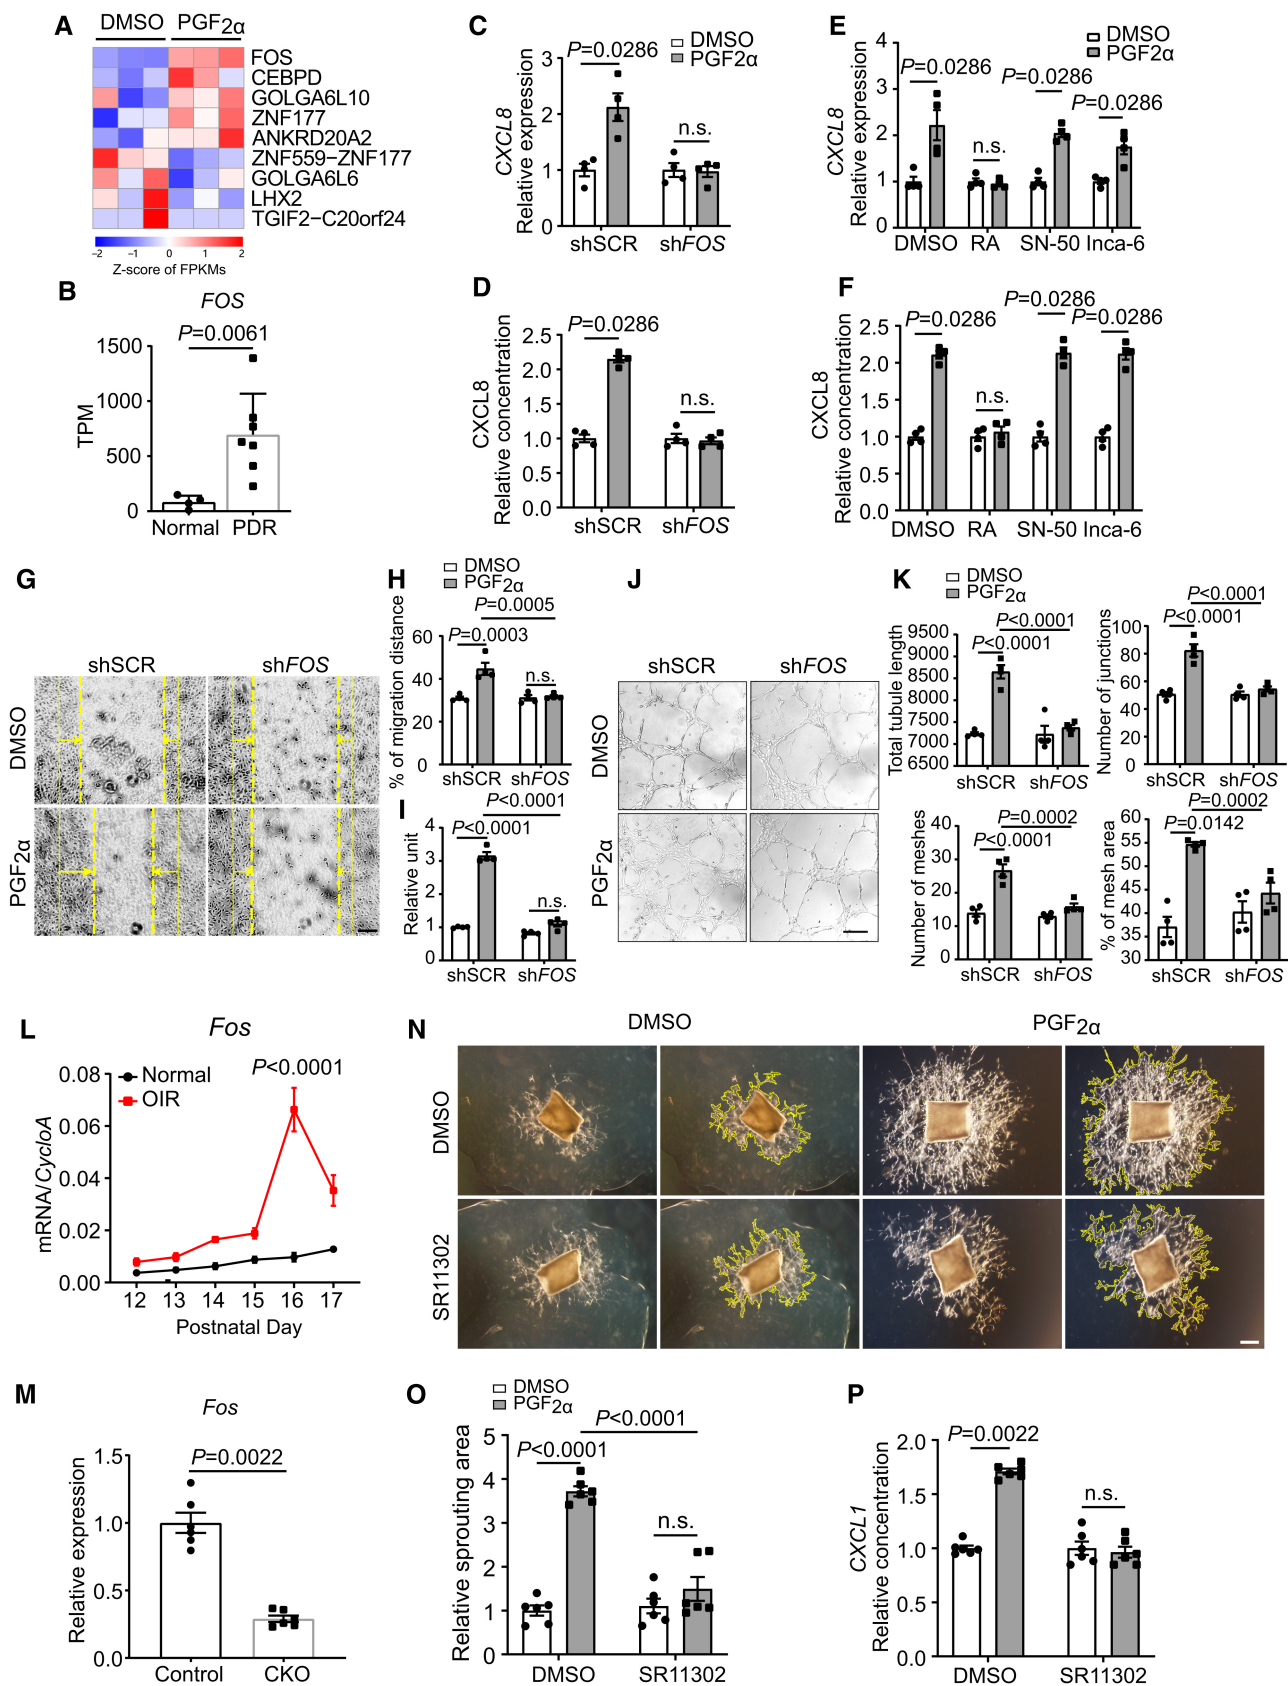 A
DMSO PGF2α
FOS
CEBPD
GOLGA6L10
ZNF177
ANKRD20A2
ZNF559−ZNF177
GOLGA6L6
LHX2
TGIF2−C20orf24
−2 −1 0 1 2
Z-score of FPKMs
B
FOS
P=0.0061
TPM
1500
1000
500
0
Normal PDR
C
DMSO
PGF2α
P=0.0286
n.s.
CXCL8
Relative expression
3
2
1
0
shSCR shFOS
D
P=0.0286
n.s.
CXCL8
Relative concentration
2.5
2.0
1.5
1.0
0.5
0.0
shSCR shFOS
E
DMSO
PGF2α
P=0.0286
n.s.
P=0.0286
P=0.0286
CXCL8
Relative expression
4
3
2
1
0
DMSO RA SN-50 Inca-6
F
P=0.0286
n.s.
P=0.0286
P=0.0286
CXCL8
Relative concentration
2.5
2.0
1.5
1.0
0.5
0.0
DMSO RA SN-50 Inca-6
G
shSCR shFOS
DMSO
PGF2α
H
DMSO
PGF2α
P=0.0005
P=0.0003
n.s.
% of migration distance
60
40
20
0
shSCR shFOS
I
P<0.0001
P<0.0001
n.s.
Relative unit
4
3
2
1
0
shSCR shFOS
J
shSCR shFOS
DMSO
PGF2α
K
DMSO
PGF2α
P<0.0001
P<0.0001
Total tubule length
9500
9000
8500
8000
7500
7000
6500
shSCR shFOS
P<0.0001
P<0.0001
Number of junctions
100
80
60
40
20
0
shSCR shFOS
P=0.0002
P<0.0001
Number of meshes
40
30
20
10
0
shSCR shFOS
P=0.0002
P=0.0142
% of mesh area
60
55
50
45
40
35
30
shSCR shFOS
L
Fos
P<0.0001
Normal
OIR
mRNA/CycloA
0.08
0.06
0.04
0.02
0.00
12 13 14 15 16 17
Postnatal Day
M
Fos
P=0.0022
Relative expression
1.5
1.0
0.5
0.0
Control CKO
N
DMSO PGF2α
DMSO
SR11302
O
DMSO
PGF2α
P<0.0001
P<0.0001
n.s.
Relative sprouting area
5
4
3
2
1
0
DMSO SR11302
P
P=0.0022
n.s.
CXCL1
Relative concentration
2.0
1.5
1.0
0.5
0.0
DMSO SR11302